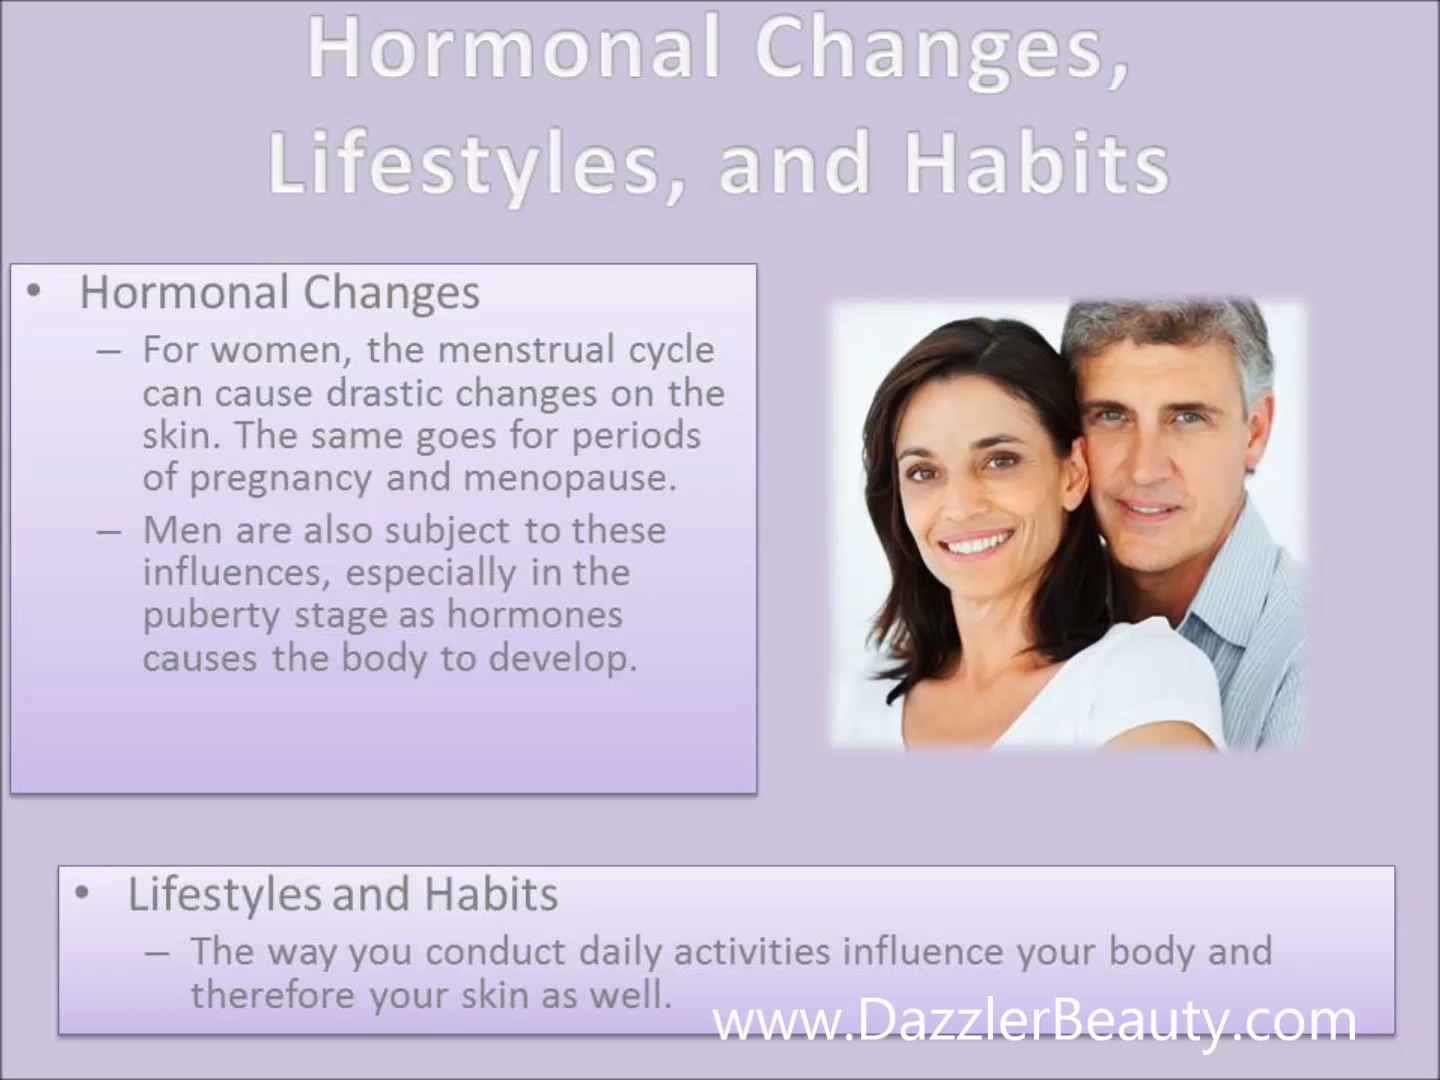 Hormonal Changes,
Lifestyles, and Habits
• Hormonal Changes
– For women, the menstrual cycle
can cause drastic changes on the
skin. The same goes for periods
of pregnancy and menopause.
– Men are also subject to these
influences, especially in the
puberty stage as hormones
causes the body to develop.
• Lifestyles and Habits
– The way you conduct daily activities influence your body and
therefore your skin as well.
www.DazzlerBeauty.com